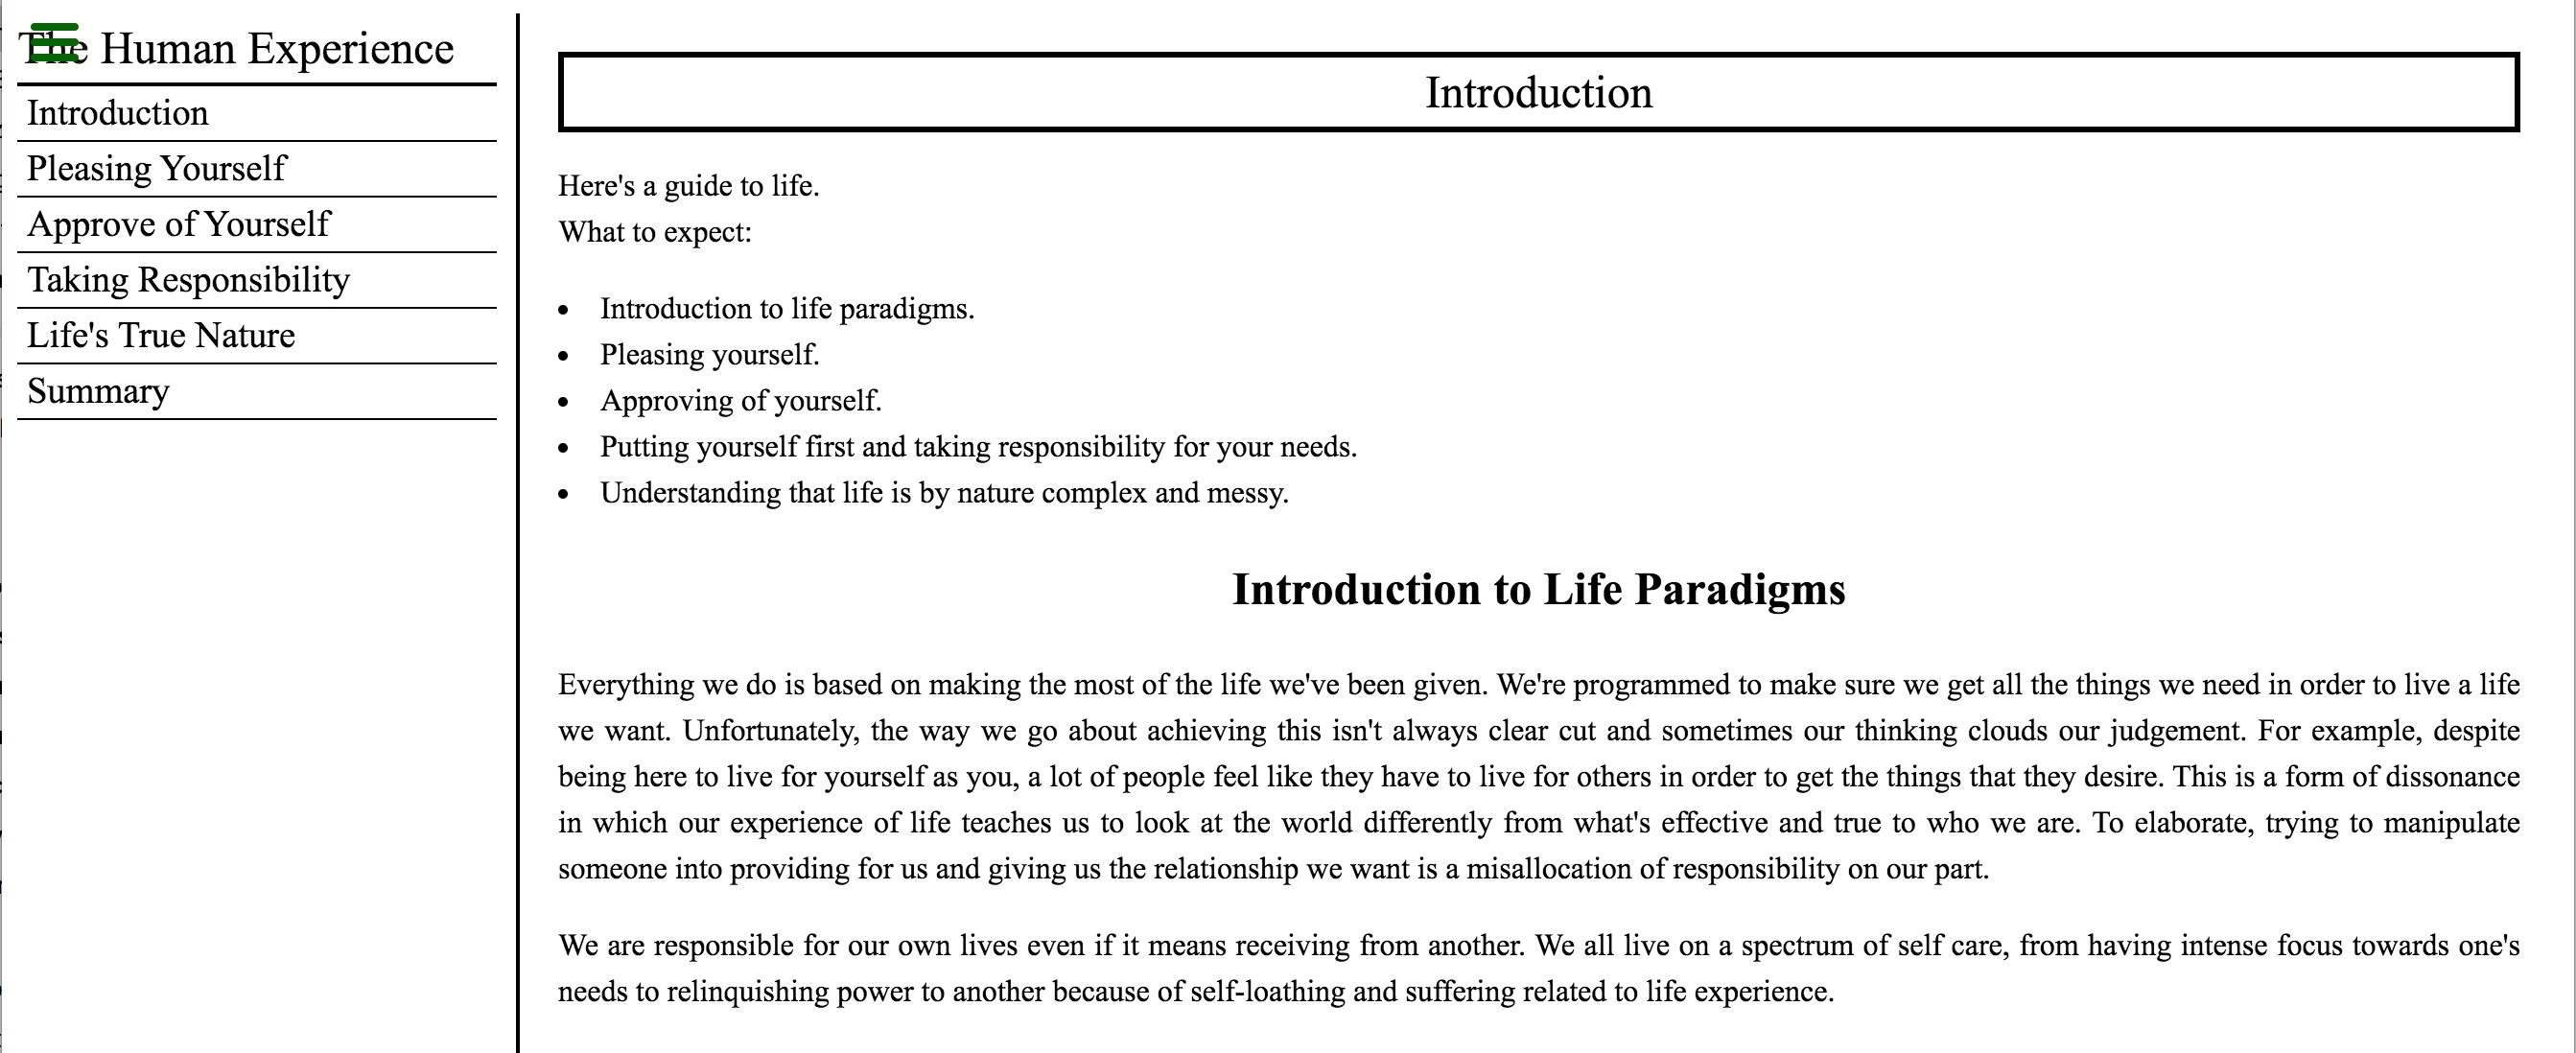 The Human Experience
Introduction
Pleasing Yourself
Approve of Yourself
Taking Responsibility
Life's True Nature
Summary
Introduction
Here's a guide to life.
What to expect:
• Introduction to life paradigms.
• Pleasing yourself.
• Approving of yourself.
• Putting yourself first and taking responsibility for your needs.
• Understanding that life is by nature complex and messy.
Introduction to Life Paradigms
Everything we do is based on making the most of the life we've been given. We're programmed to make sure we get all the things we need in order to live a life
we want. Unfortunately, the way we go about achieving this isn't always clear cut and sometimes our thinking clouds our judgement. For example, despite
being here to live for yourself as you, a lot of people feel like they have to live for others in order to get the things that they desire. This is a form of dissonance
in which our experience of life teaches us to look at the world differently from what's effective and true to who we are. To elaborate, trying to manipulate
someone into providing for us and giving us the relationship we want is a misallocation of responsibility on our part.
We are responsible for our own lives even if it means receiving from another. We all live on a spectrum of self care, from having intense focus towards one's
needs to relinquishing power to another because of self-loathing and suffering related to life experience.